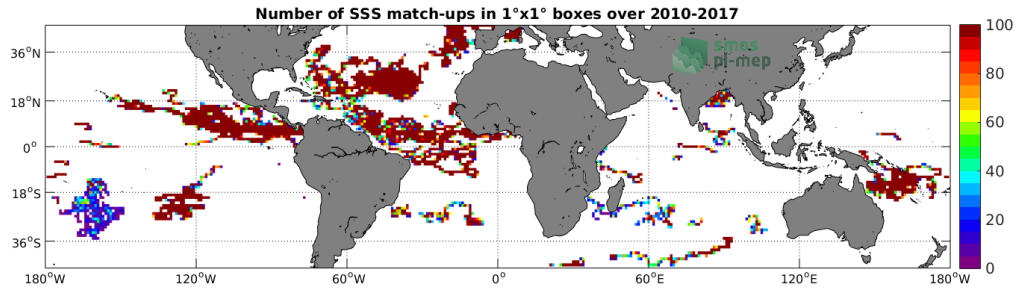 Number of SSS match-ups in 1°x1° boxes over 2010-2017
smos
pi-mep
36°N
18°N
0°
18°S
36°S
180°W
120°W
60°W
0°
60°E
120°E
180°W
100
80
60
40
20
0